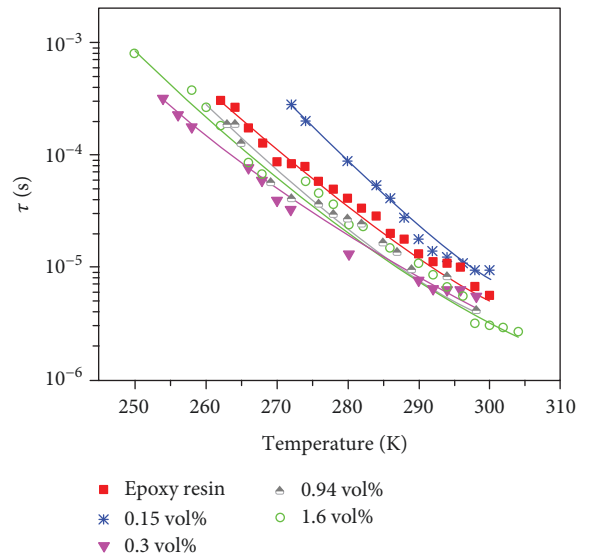 10⁻³
10⁻⁴
10⁻⁵
10⁻⁶
τ (s)
250 260 270 280 290 300 310
Temperature (K)
Epoxy resin
0.15 vol%
0.3 vol%
0.94 vol%
1.6 vol%